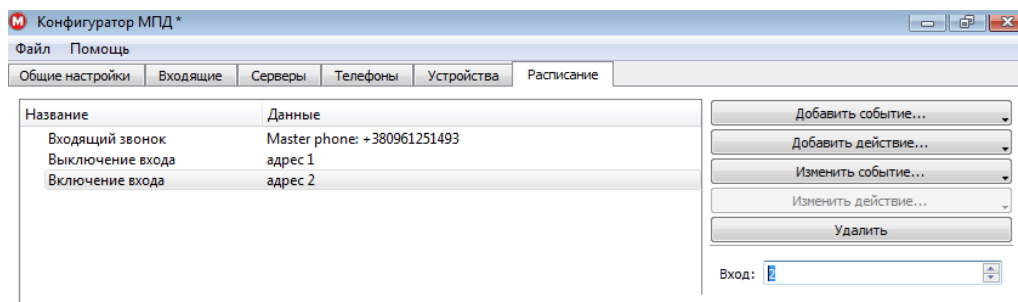 Конфигуратор МПД *
Файл Помощь
Общие настройки Входящие Серверы Телефоны Устройства Расписание
Название Данные
Входящий звонок Master phone: +380961251493
Выключение входа адрес 1
Включение входа адрес 2
Добавить событие...
Добавить действие...
Изменить событие...
Изменить действие...
Удалить
Вход: 2